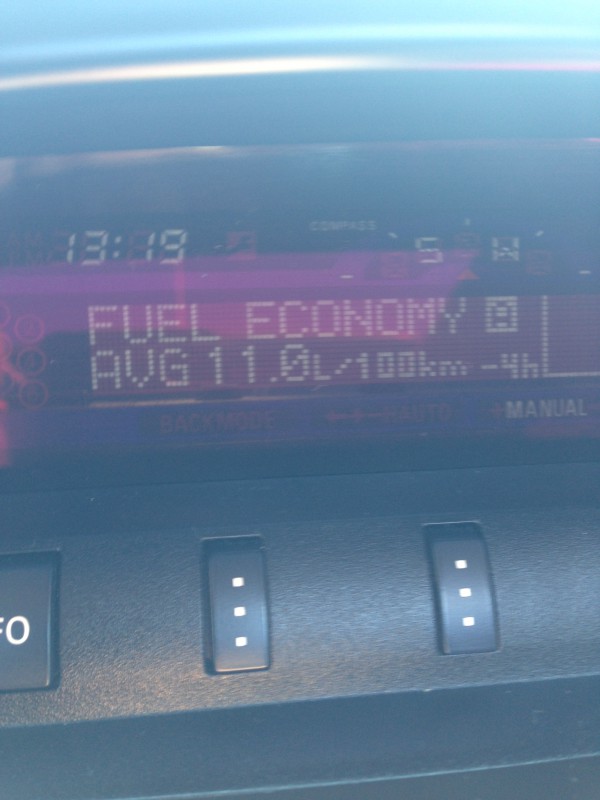 13:19
COMPASS
S W
FUEL ECONOMY
AVG 11.0L/100km -4h
BACKMODE AUTO MANUAL
FO